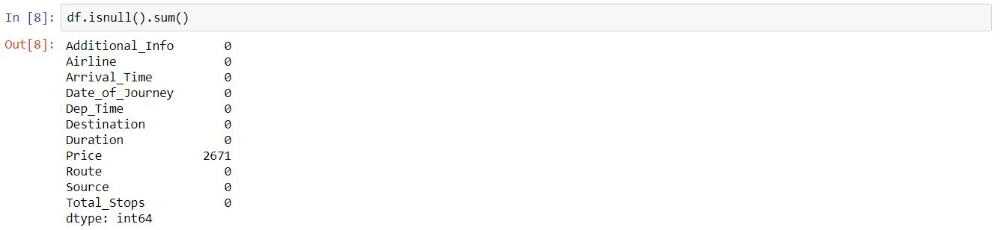 In [8]: df.isnull().sum()
Out[8]: Additional_Info 0
Airline 0
Arrival_Time 0
Date_of_Journey 0
Dep_Time 0
Destination 0
Duration 0
Price 2671
Route 0
Source 0
Total_Stops 0
dtype: int64